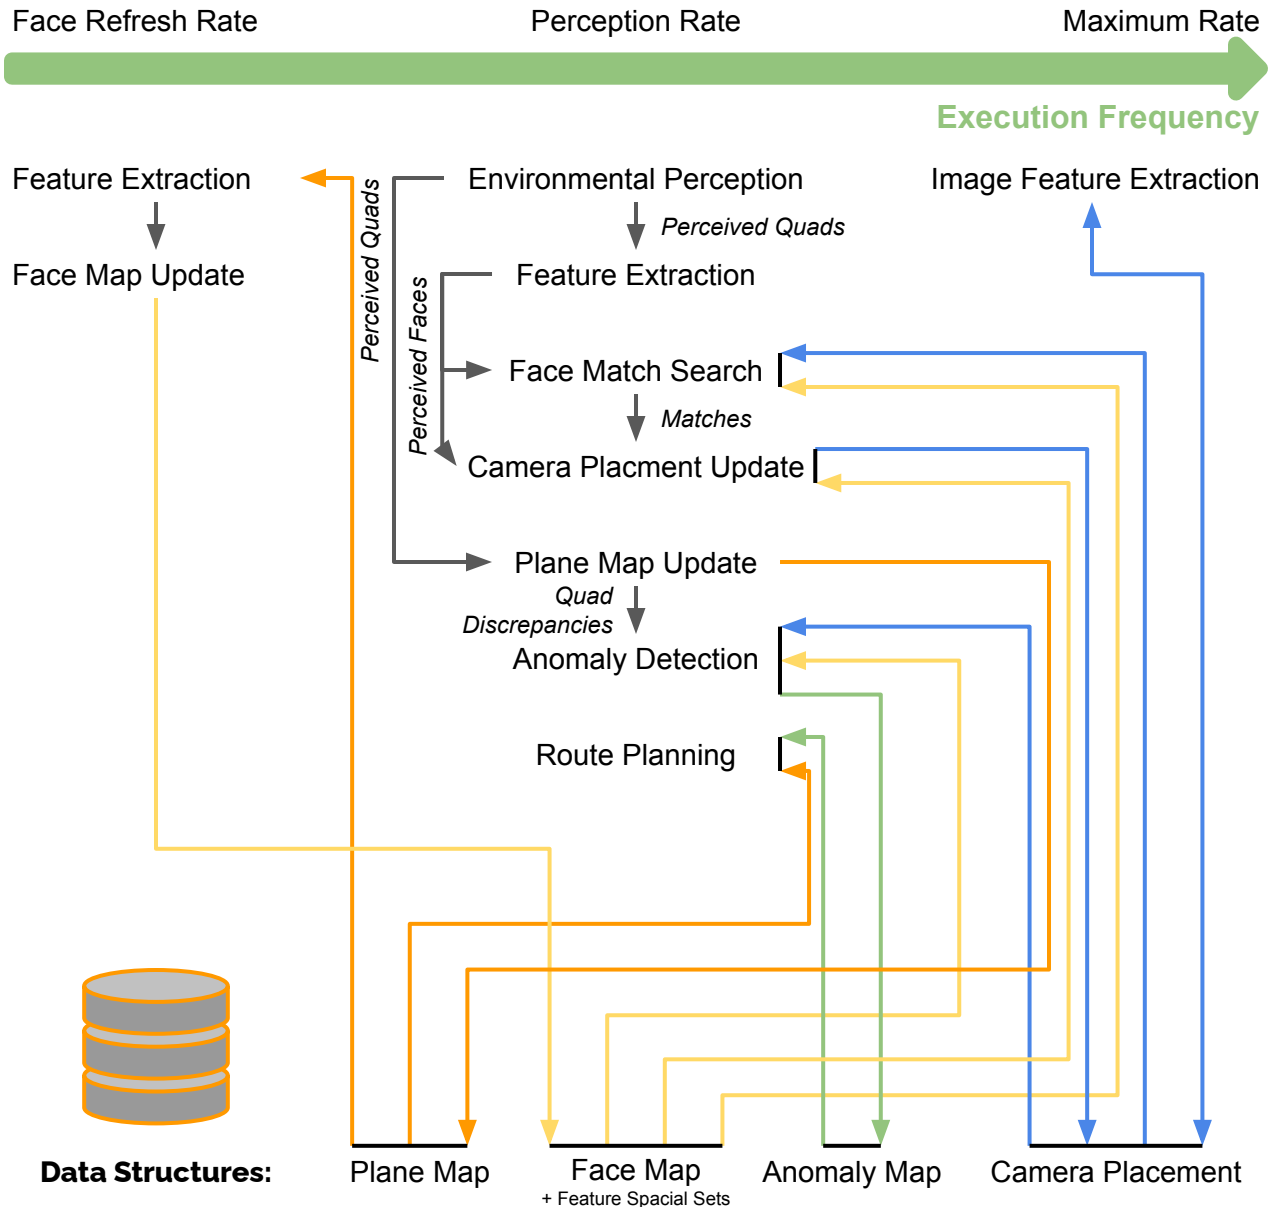 Face Refresh Rate
Perception Rate
Maximum Rate
Execution Frequency
Feature Extraction
Environmental Perception
Image Feature Extraction
Perceived Quads
Perceived Quads
Face Map Update
Feature Extraction
Perceived Faces
Face Match Search
Matches
Camera Placment Update
Plane Map Update
Quad
Discrepancies
Anomaly Detection
Route Planning
Data Structures:
Plane Map
Face Map
+ Feature Spacial Sets
Anomaly Map
Camera Placement